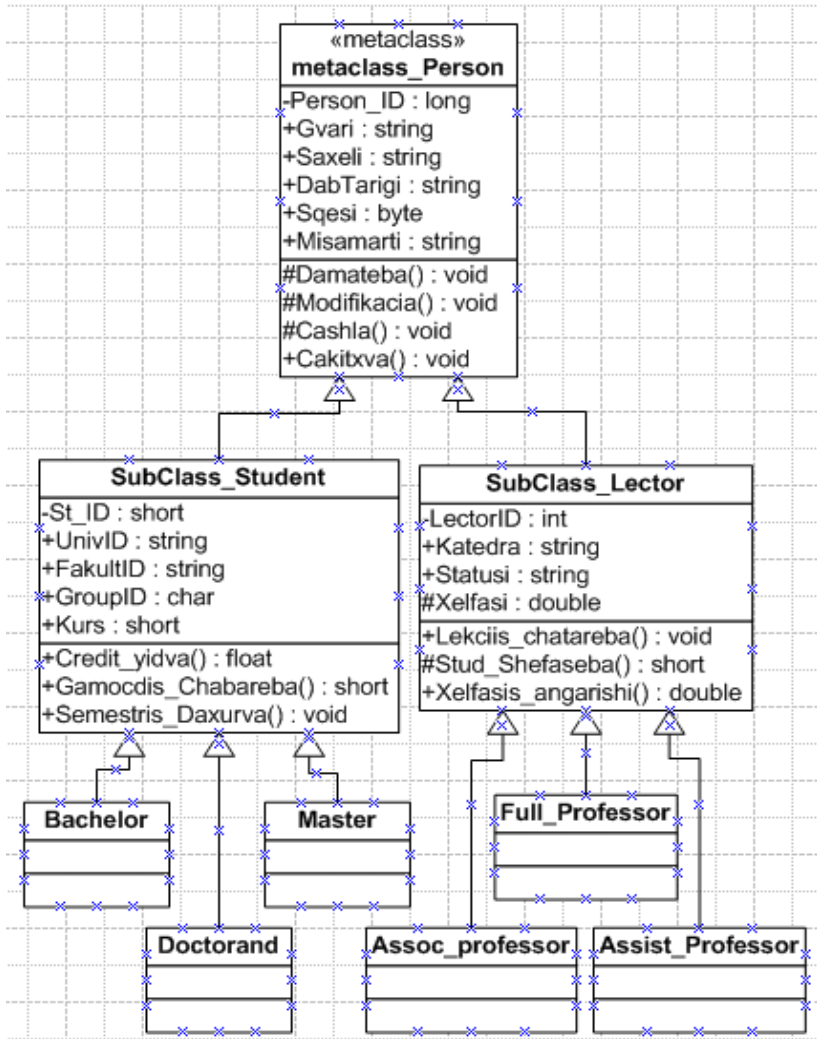 «metaclass»
metaclass_Person
-Person_ID : long
+Gvari : string
+Saxeli : string
+DabTarigi : string
+Sqesi : byte
+Misamarti : string
#Damateba() : void
#Modifikacia() : void
#Cashla() : void
+Cakitxva() : void
SubClass_Student
-St_ID : short
+UnivID : string
+FakultID : string
+GroupID : char
+Kurs : short
+Credit_yidva() : float
+Gamocdis_Chabareba() : short
+Semestris_Daxurva() : void
SubClass_Lector
-LectorID : int
+Katedra : string
+Statusi : string
#Xelfasi : double
+Lekciis_chatareba() : void
#Stud_Shefaseba() : short
+Xelfasis_angarishi() : double
Bachelor
Master
Full_Professor
Doctorand
Assoc_professor
Assist_Professor